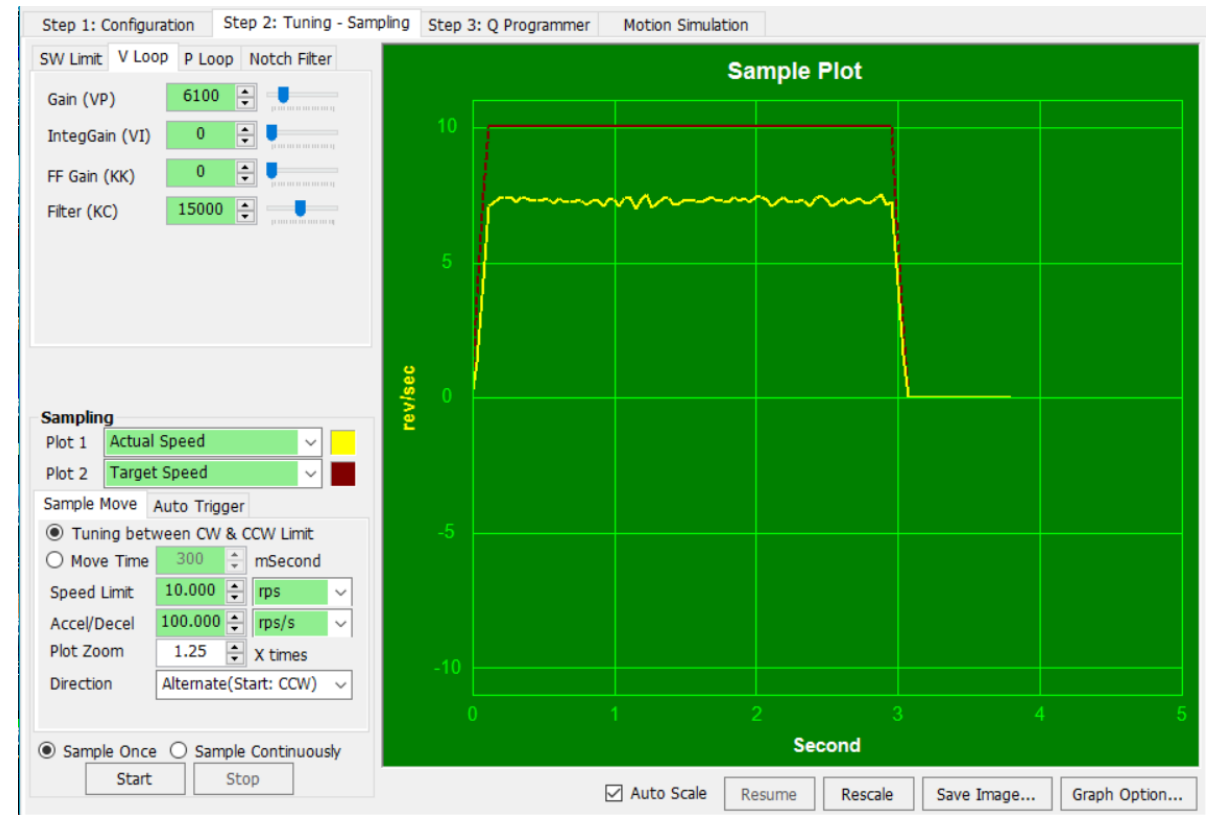 Step 1: Configuration Step 2: Tuning - Sampling Step 3: Q Programmer Motion Simulation
SW Limit V Loop P Loop Notch Filter
Gain (VP) 6100
IntegGain (VI) 0
FF Gain (KK) 0
Filter (KC) 15000
Sampling
Plot 1 Actual Speed
Plot 2 Target Speed
Sample Move Auto Trigger
Tuning between CW & CCW Limit
Move Time 300 mSecond
Speed Limit 10.000 rps
Accel/Decel 100.000 rps/s
Plot Zoom 1.25 X times
Direction Alternate(Start: CCW)
Sample Once Sample Continuously
Start Stop
Sample Plot
rev/sec
10
5
0
-5
-10
0 1 2 3 4 5
Second
Auto Scale Resume Rescale Save Image... Graph Option...